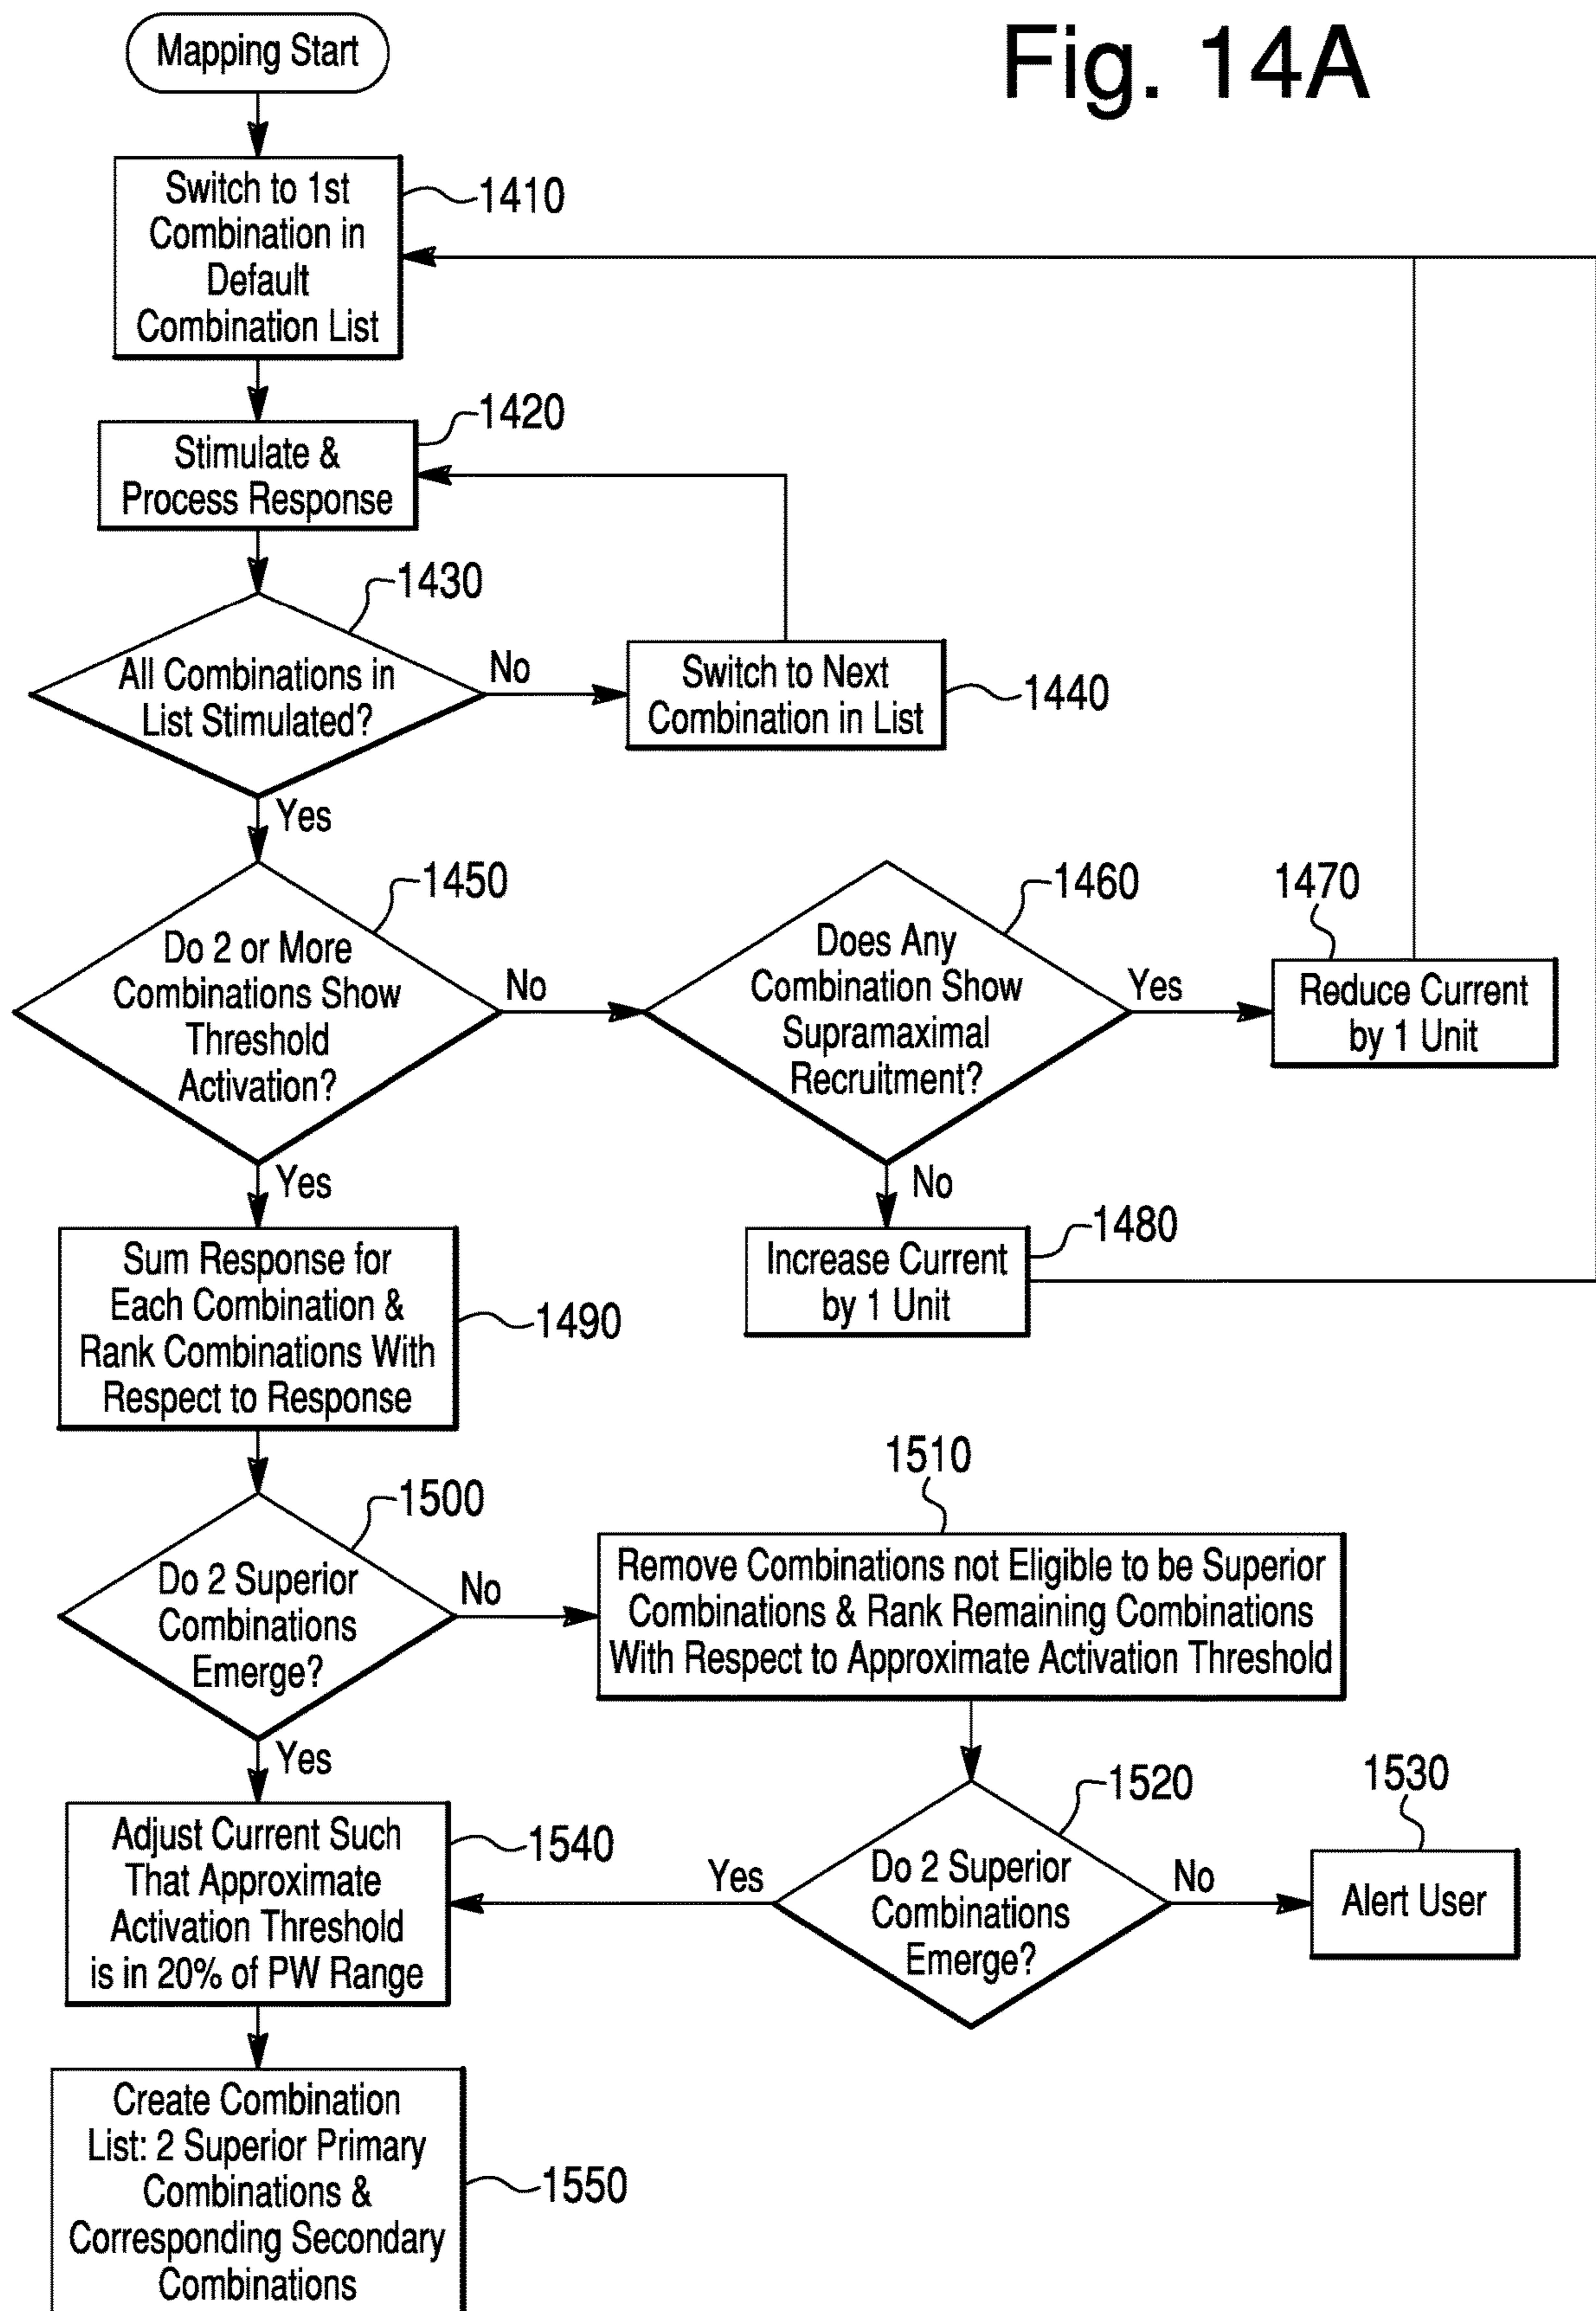 Fig. 14A
Mapping Start
Switch to 1st
Combination in
Default
Combination List
1410
Stimulate &
Process Response
1420
1430
All Combinations in
List Stimulated?
No
Switch to Next
Combination in List
1440
Yes
1450
Do 2 or More
Combinations Show
Threshold
Activation?
No
1460
Does Any
Combination Show
Supramaximal
Recruitment?
Yes
1470
Reduce Current
by 1 Unit
Yes
No
1480
Increase Current
by 1 Unit
Sum Response for
Each Combination &
Rank Combinations With
Respect to Response
1490
1500
Do 2 Superior
Combinations
Emerge?
No
1510
Remove Combinations not Eligible to be Superior
Combinations & Rank Remaining Combinations
With Respect to Approximate Activation Threshold
Yes
1520
Do 2 Superior
Combinations
Emerge?
Yes
No
1530
Alert User
Adjust Current Such
That Approximate
Activation Threshold
is in 20% of PW Range
1540
Create Combination
List: 2 Superior Primary
Combinations &
Corresponding Secondary
Combinations
1550